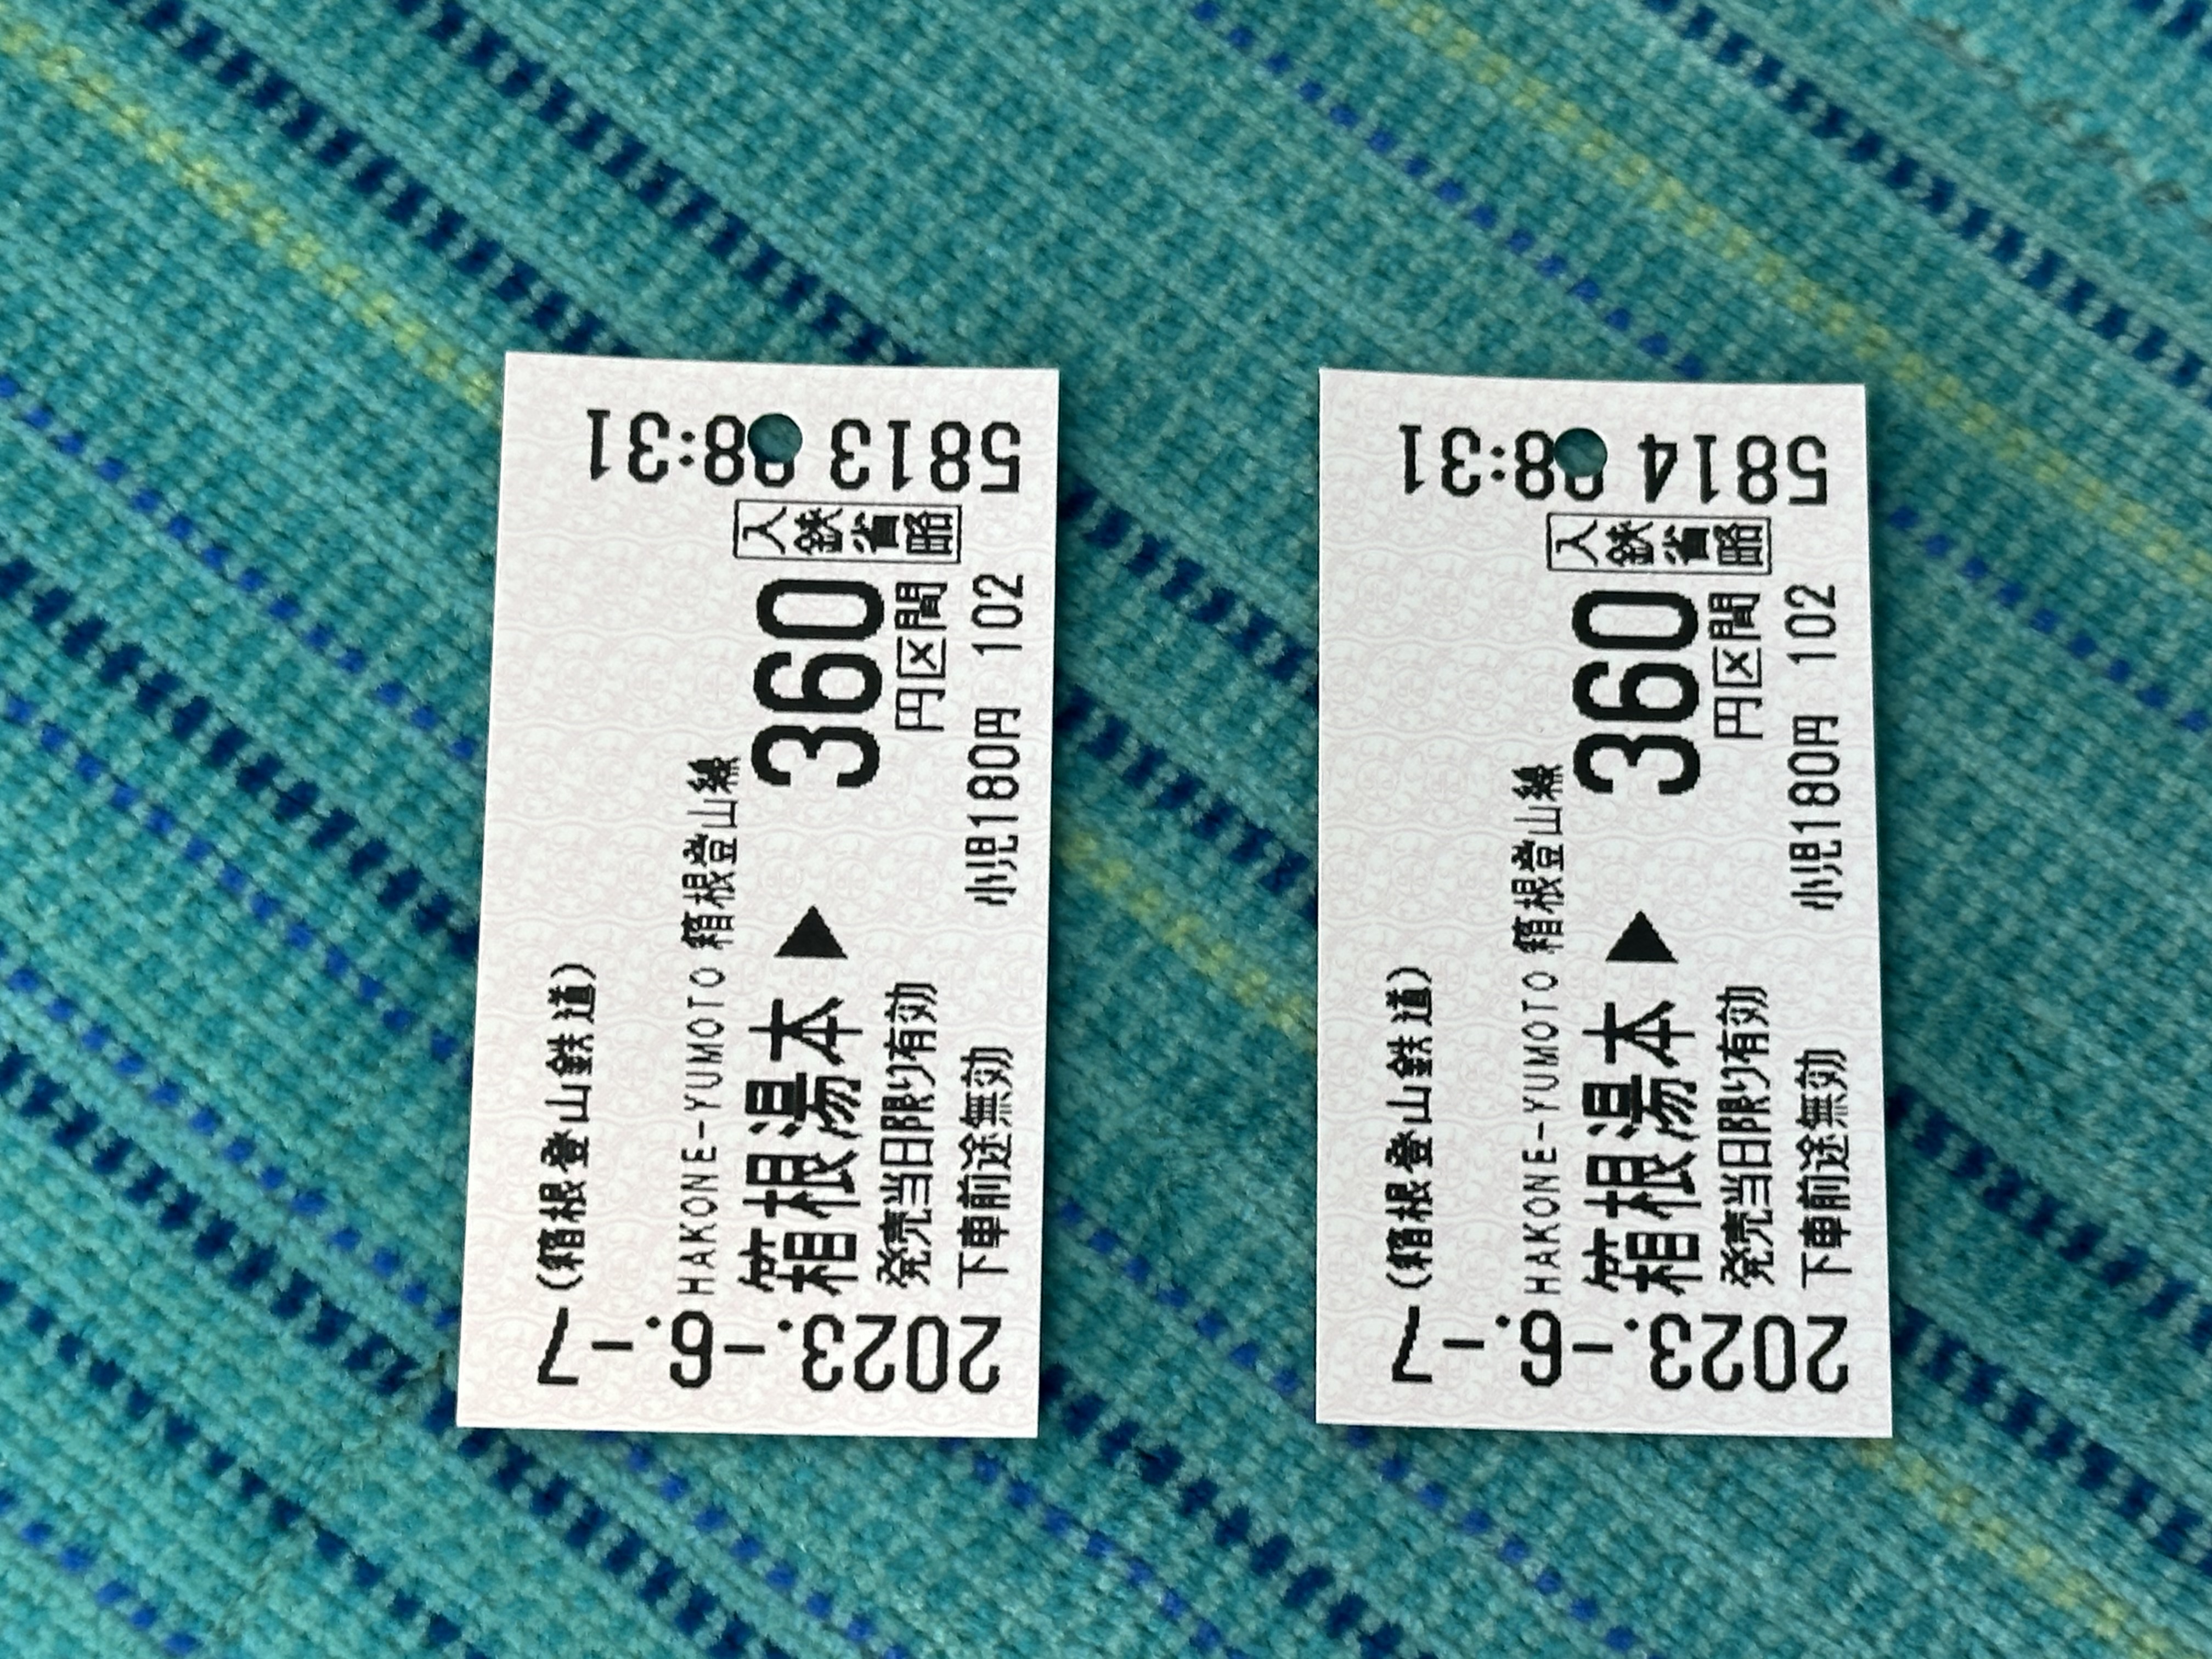 (箱根登山鉄道)
HAKONE-YUMOTO 箱根登山線
箱根湯本 ▶ 360円区間
発売当日限り有効
下車前途無効 小児180円 102
2023.-6.-7
入鋏省略
5813 08:31
(箱根登山鉄道)
HAKONE-YUMOTO 箱根登山線
箱根湯本 ▶ 360円区間
発売当日限り有効
下車前途無効 小児180円 102
2023.-6.-7
入鋏省略
5814 08:31